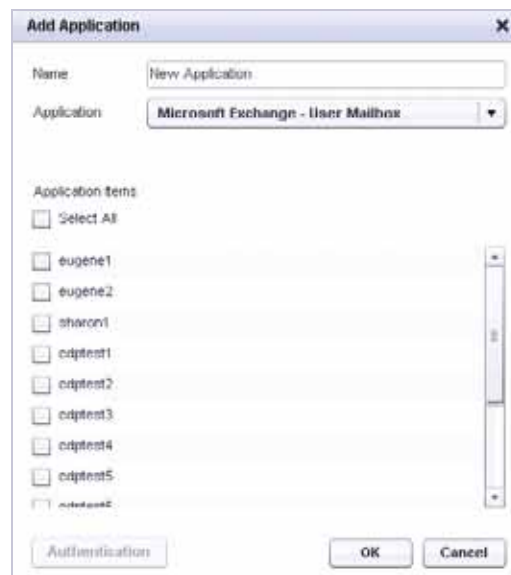 Add Application
Name New Application
Application Microsoft Exchange - User Mailbox
Application Items
Select All
eugene1
eugene2
sharon1
cdptest1
cdptest2
cdptest3
cdptest4
cdptest5
Authentication OK Cancel